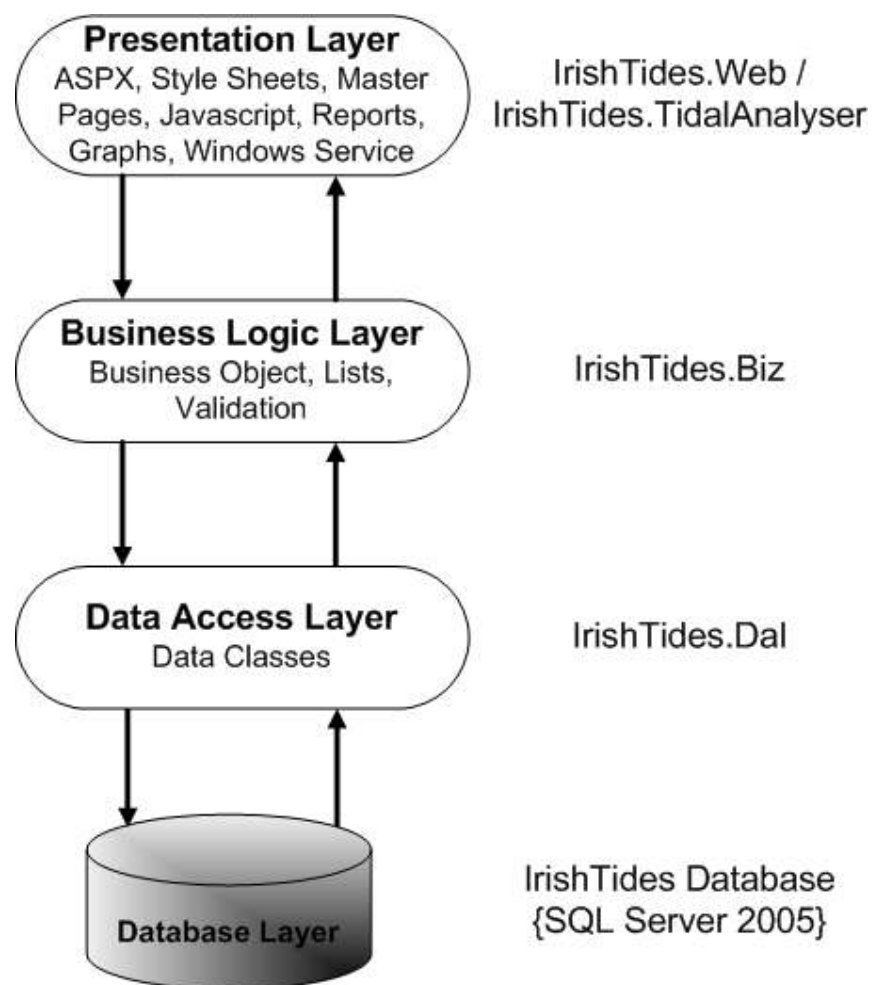 Presentation Layer
ASPX, Style Sheets, Master
Pages, Javascript, Reports,
Graphs, Windows Service
IrishTides.Web /
IrishTides.TidalAnalyser
Business Logic Layer
Business Object, Lists,
Validation
IrishTides.Biz
Data Access Layer
Data Classes
IrishTides.Dal
Database Layer
IrishTides Database
{SQL Server 2005}